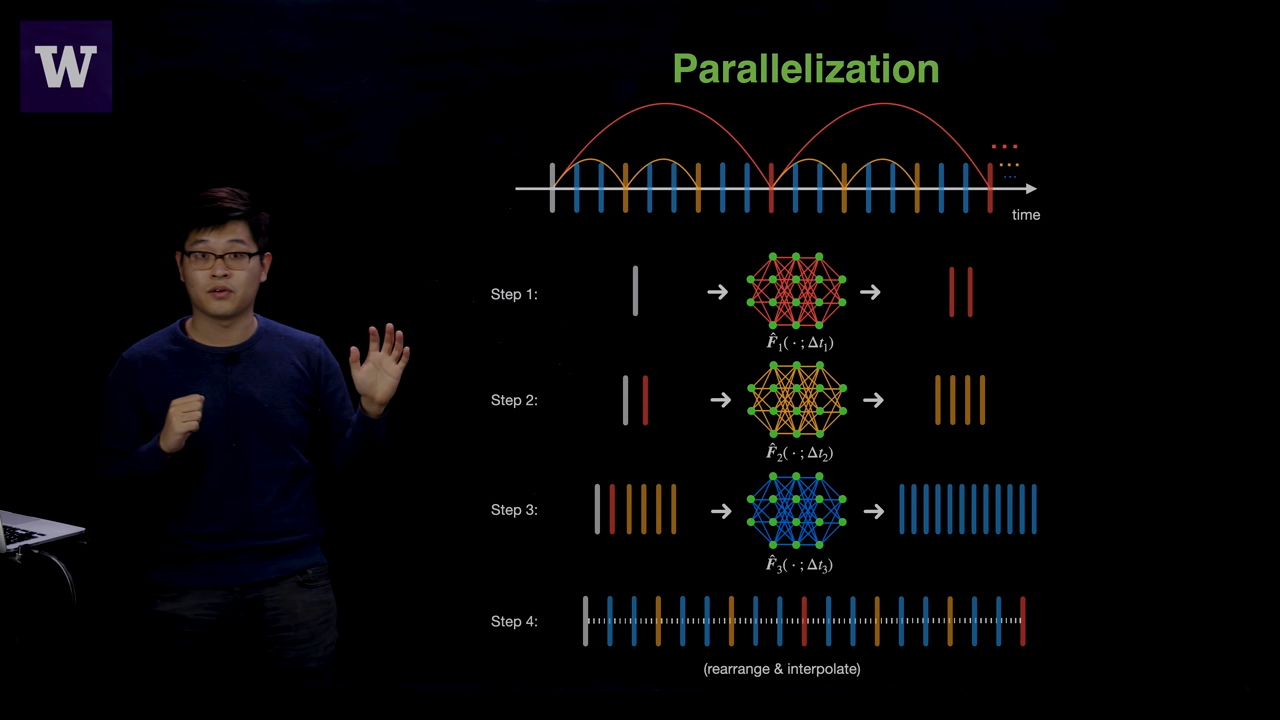 W
Parallelization
time
Step 1:
F̂₁( · ; Δt₁)
Step 2:
F̂₂( · ; Δt₂)
Step 3:
F̂₃( · ; Δt₃)
Step 4:
(rearrange & interpolate)